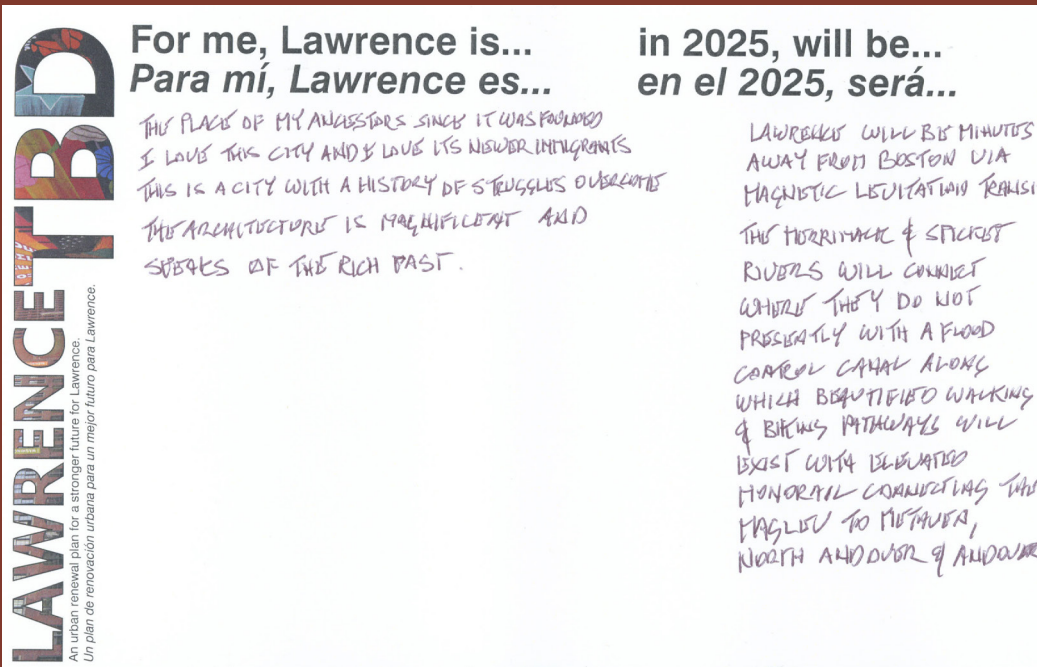 LAWRENCE TBD
An urban renewal plan for a stronger future for Lawrence.
Un plan de renovación urbana para un mejor futuro para Lawrence.
For me, Lawrence is...
Para mí, Lawrence es...
THE PLACE OF MY ANCESTORS SINCE IT WAS FOUNDED
I LOVE THIS CITY AND I LOVE ITS NEWER IMMIGRANTS
THIS IS A CITY WITH A HISTORY OF STRUGGLES OVERCOME
THE ARCHITECTURE IS MAGNIFICENT AND
SPEAKS OF THE RICH PAST.
in 2025, will be...
en el 2025, será...
LAWRENCE WILL BE MINUTES
AWAY FROM BOSTON VIA
MAGNETIC LEVITATION TRANSI
THE MERRIMACK & SPICKET
RIVERS WILL CONNECT
WHERE THEY DO NOT
PRESENTLY WITH A FLOOD
CONTROL CANAL ALONG
WHICH BEAUTIFIED WALKING
& BIKING PATHWAYS WILL
EXIST WITH ELEVATED
MONORAIL CONNECTING THE
MAGLEV TO METHUEN,
NORTH ANDOVER & ANDOVER